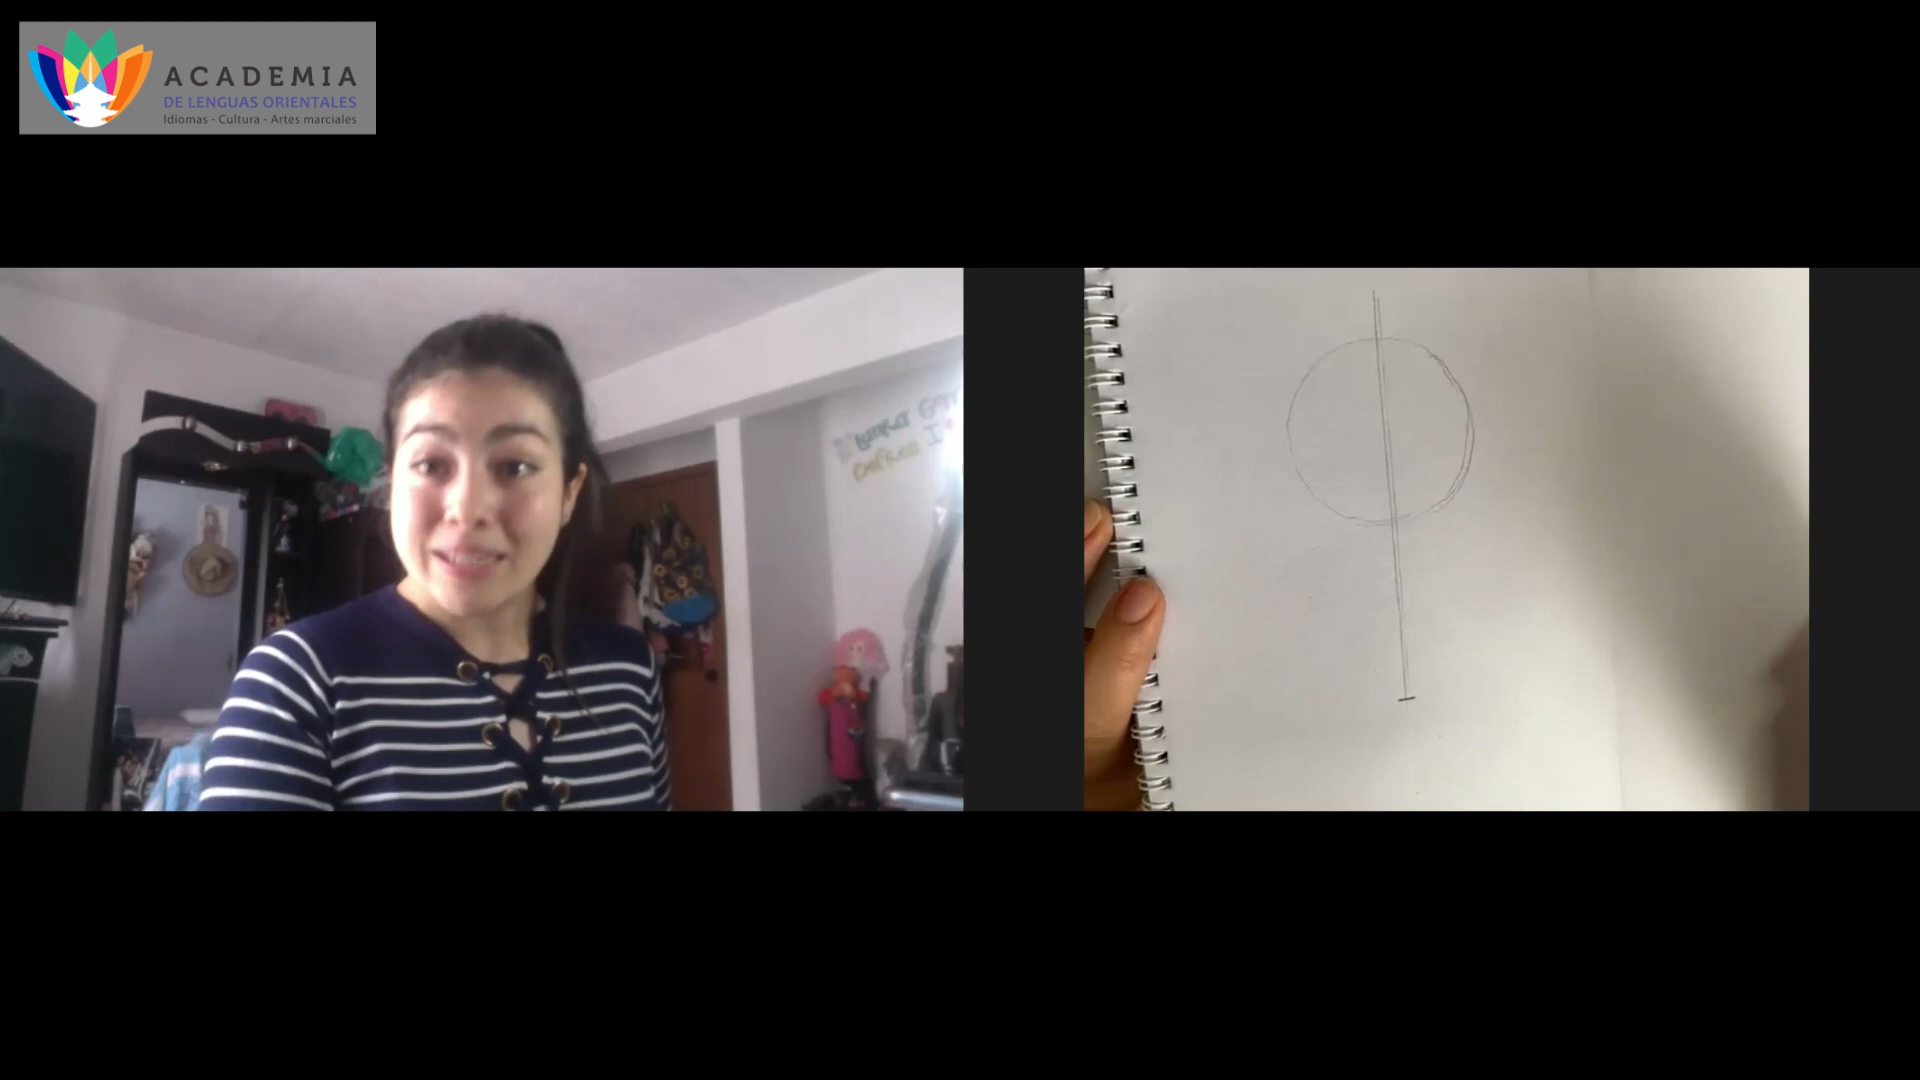 ACADEMIA
DE LENGUAS ORIENTALES
Idiomas - Cultura - Artes marciales